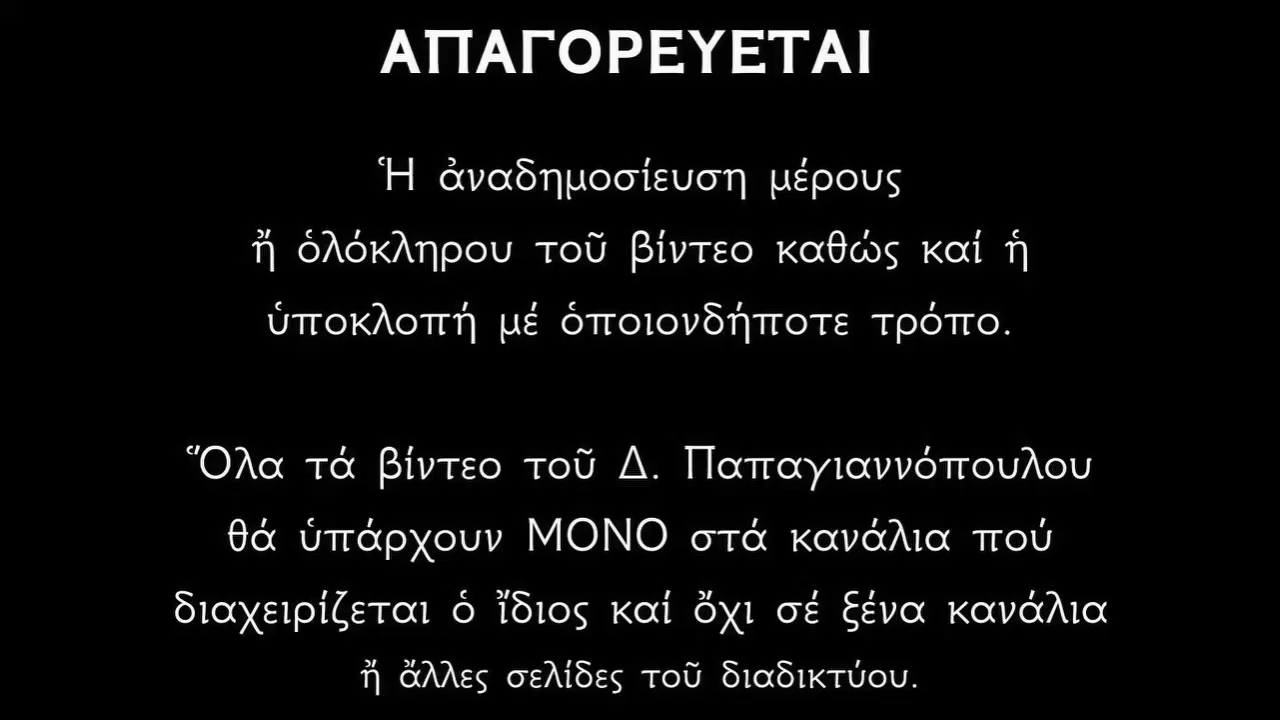 ΑΠΑΓΟΡΕΥΕΤΑΙ
Ἡ ἀναδημοσίευση μέρους
ἤ ὁλόκληρου τοῦ βίντεο καθώς καί ἡ
ὑποκλοπή μέ ὁποιονδήποτε τρόπο.
Ὅλα τά βίντεο τοῦ Δ. Παπαγιαννόπουλου
θά ὑπάρχουν ΜΟΝΟ στά κανάλια πού
διαχειρίζεται ὁ ἴδιος καί ὄχι σέ ξένα κανάλια
ἤ ἄλλες σελίδες τοῦ διαδικτύου.